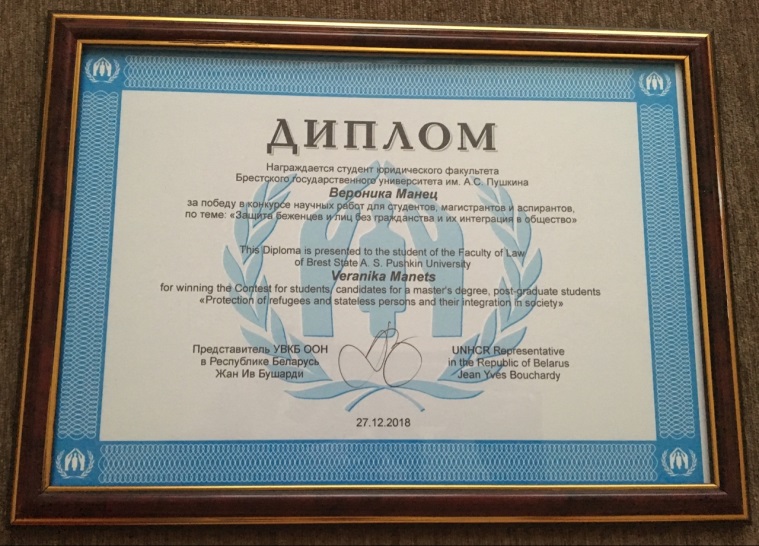 ДИПЛОМ
Награждается студент юридического факультета
Брестского государственного университета им. А.С. Пушкина
Вероника Манец
за победу в конкурсе научных работ для студентов, магистрантов и аспирантов,
по теме: «Защита беженцев и лиц без гражданства и их интеграция в общество»
This Diploma is presented to the student of the Faculty of Law
of Brest State A. S. Pushkin University
Veranika Manets
for winning the Contest for students, candidates for a master's degree, post-graduate students
«Protection of refugees and stateless persons and their integration in society»
Представитель УВКБ ООН
в Республике Беларусь
Жан Ив Бушарди
UNHCR Representative
in the Republic of Belarus
Jean Yves Bouchardy
27.12.2018